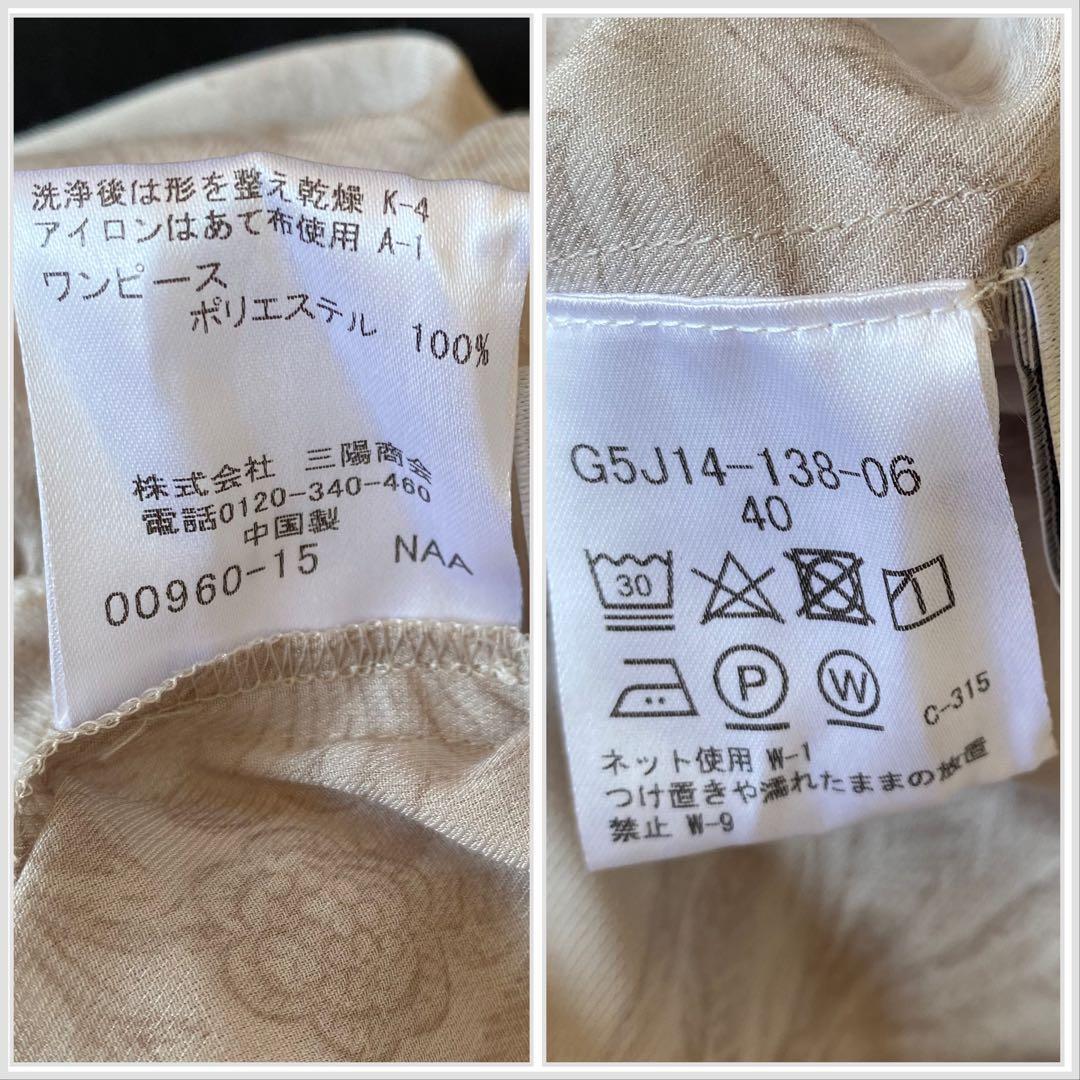 洗浄後は形を整え乾燥 K-4
アイロンはあて布使用 A-1
ワンピース
ポリエステル 100%
株式会社 三陽商会
電話0120-340-460
中国製
00960-15 NAA
G5J14-138-06
40
30
P W
C-315
ネット使用 W-1
つけ置きや濡れたままの放置
禁止 W-9